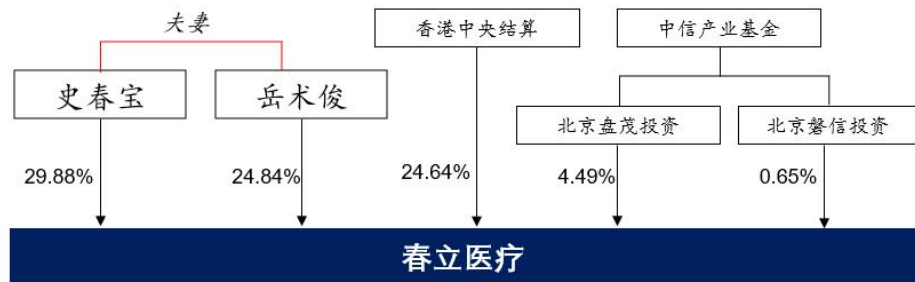 夫妻
香港中央结算
中信产业基金
史春宝
岳术俊
北京盘茂投资
北京磐信投资
29.88%
24.84%
24.64%
4.49%
0.65%
春立医疗